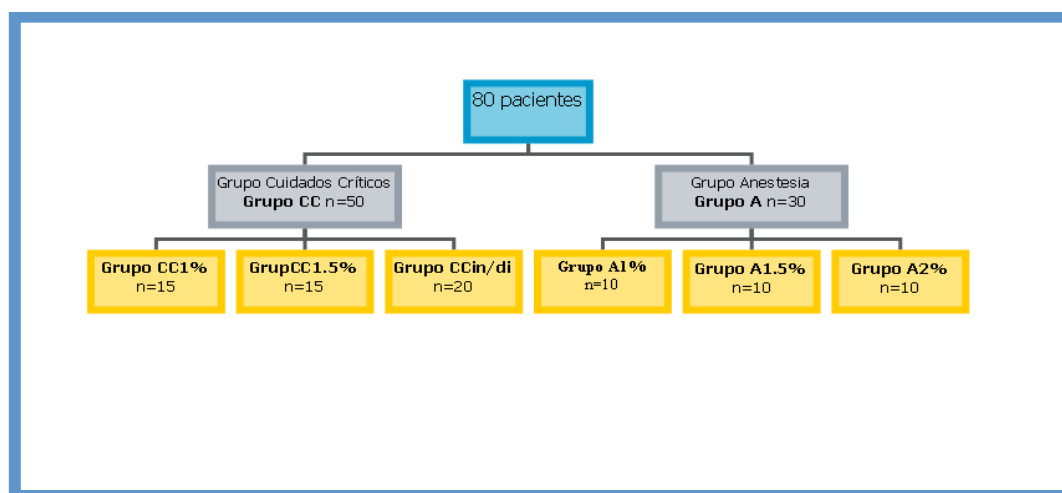 80 pacientes
Grupo Cuidados Críticos
Grupo CC n=50
Grupo Anestesia
Grupo A n=30
Grupo CC1%
n=15
GrupCC1.5%
n=15
Grupo CCin/di
n=20
Grupo A1%
n=10
Grupo A1.5%
n=10
Grupo A2%
n=10